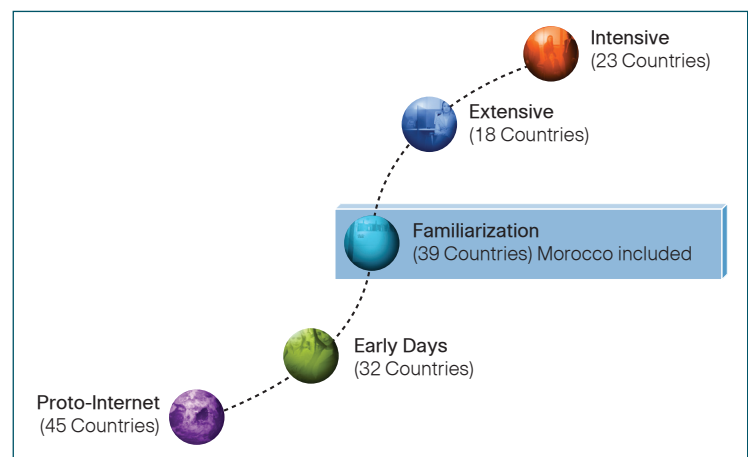 Intensive
(23 Countries)
Extensive
(18 Countries)
Familiarization
(39 Countries) Morocco included
Early Days
(32 Countries)
Proto-Internet
(45 Countries)